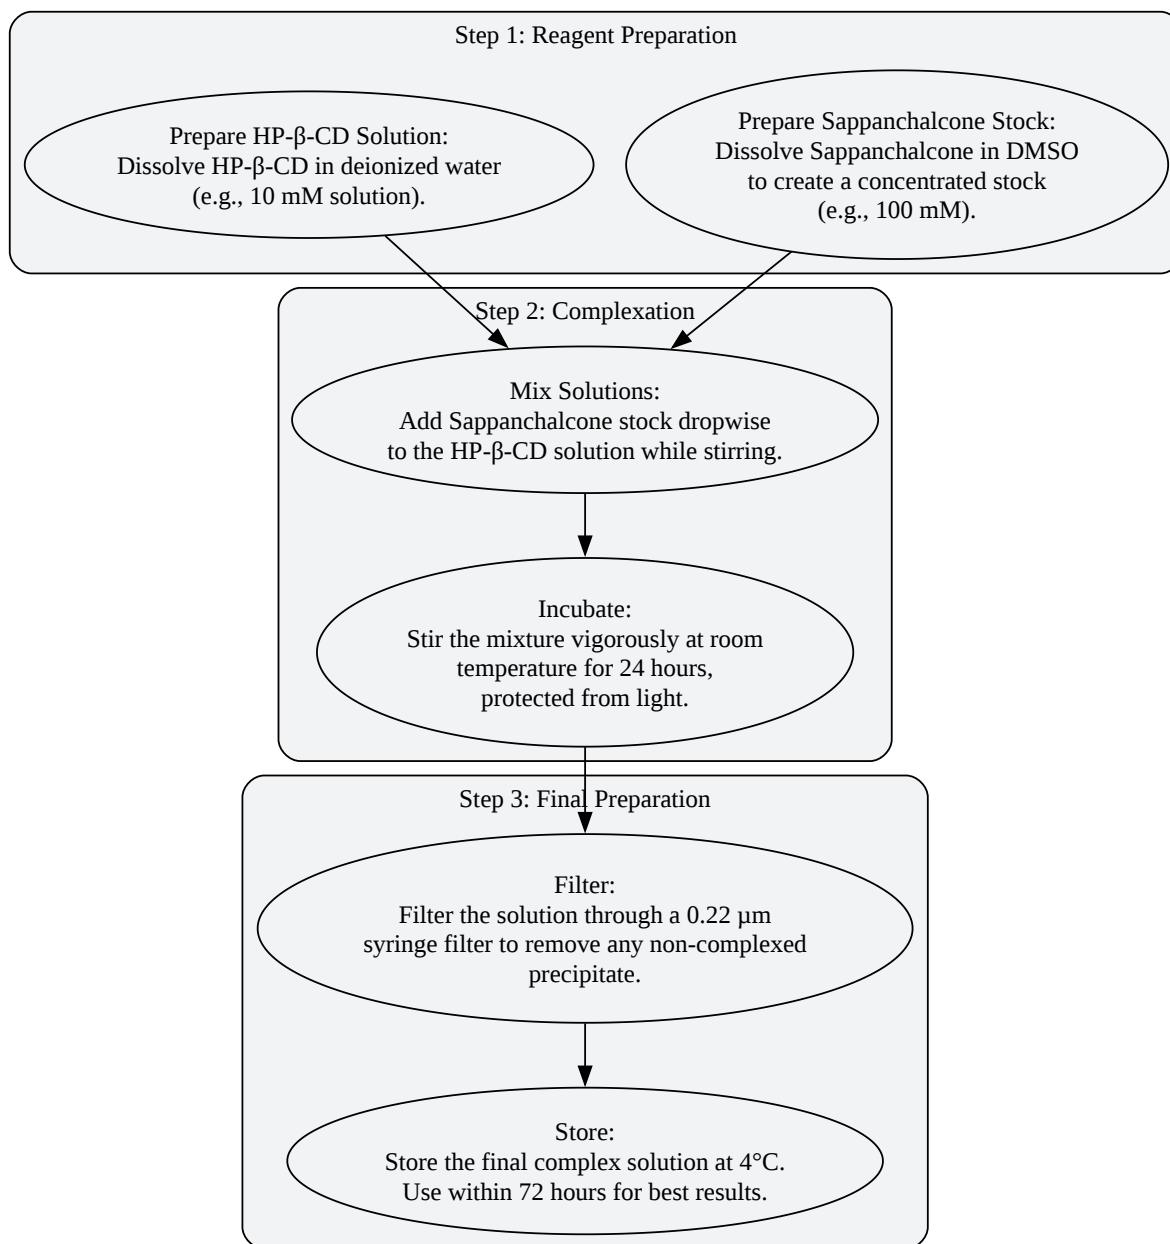 Step 1: Reagent Preparation
Prepare HP-β-CD Solution:
Dissolve HP-β-CD in deionized water
(e.g., 10 mM solution).
Prepare Sappanchalcone Stock:
Dissolve Sappanchalcone in DMSO
to create a concentrated stock
(e.g., 100 mM).
Step 2: Complexation
Mix Solutions:
Add Sappanchalcone stock dropwise
to the HP-β-CD solution while stirring.
Incubate:
Stir the mixture vigorously at room
temperature for 24 hours,
protected from light.
Step 3: Final Preparation
Filter:
Filter the solution through a 0.22 µm
syringe filter to remove any non-complexed
precipitate.
Store:
Store the final complex solution at 4°C.
Use within 72 hours for best results.